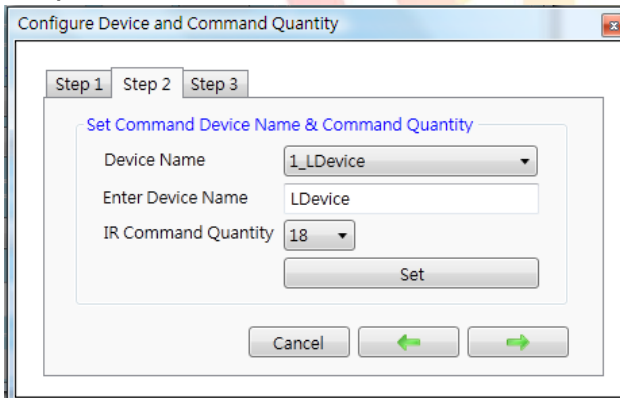 Configure Device and Command Quantity
Step 1 Step 2 Step 3
Set Command Device Name & Command Quantity
Device Name 1_LDevice
Enter Device Name LDevice
IR Command Quantity 18
Set
Cancel